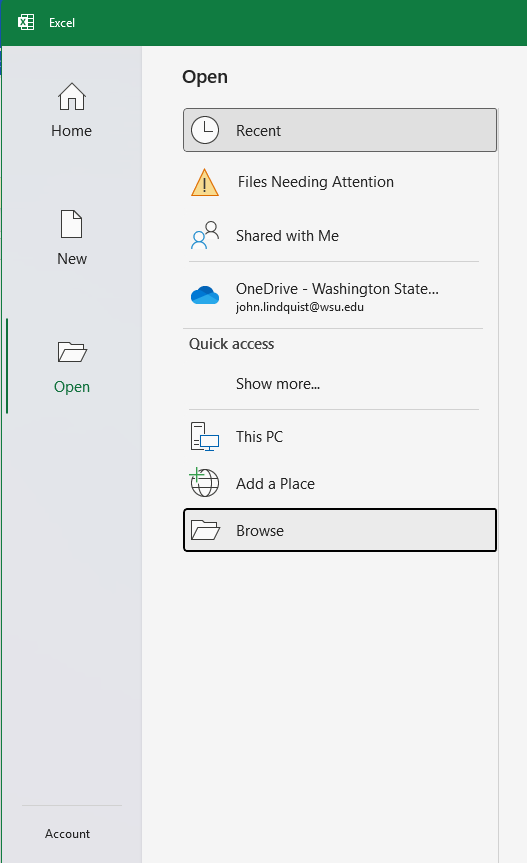 Excel
Home
New
Open
Account
Open
Recent
Files Needing Attention
Shared with Me
OneDrive - Washington State...
john.lindquist@wsu.edu
Quick access
Show more...
This PC
Add a Place
Browse